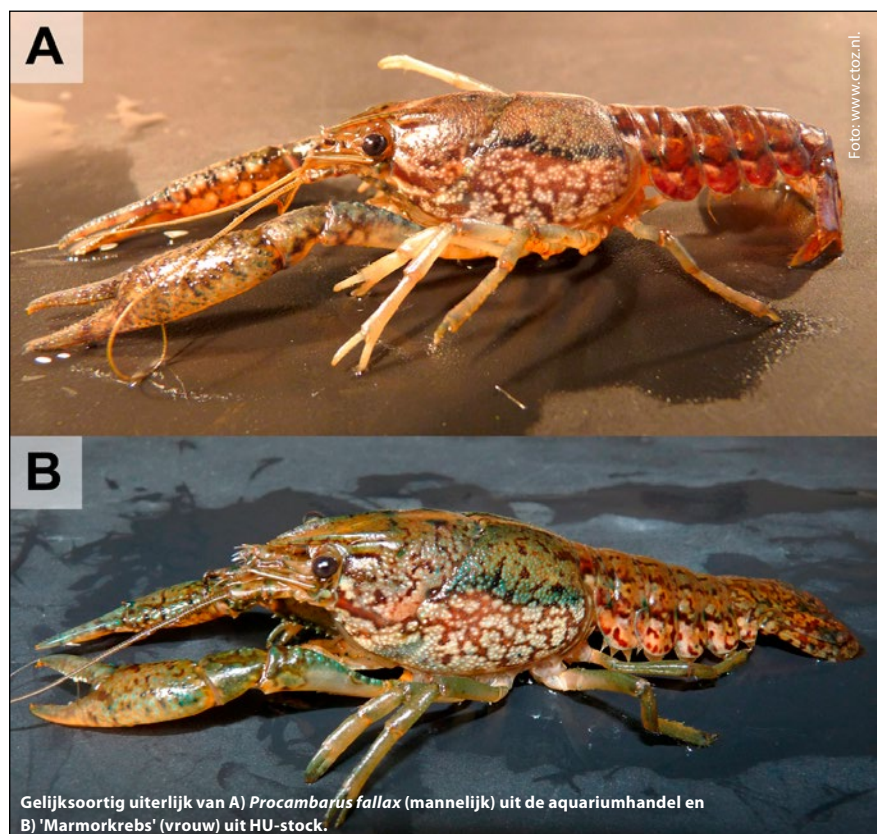 A
Foto: www.ctoz.nl.
B
Gelijksoortig uiterlijk van A) Procambarus fallax (mannelijk) uit de aquariumhandel en
B) 'Marmorkrebs' (vrouw) uit HU-stock.